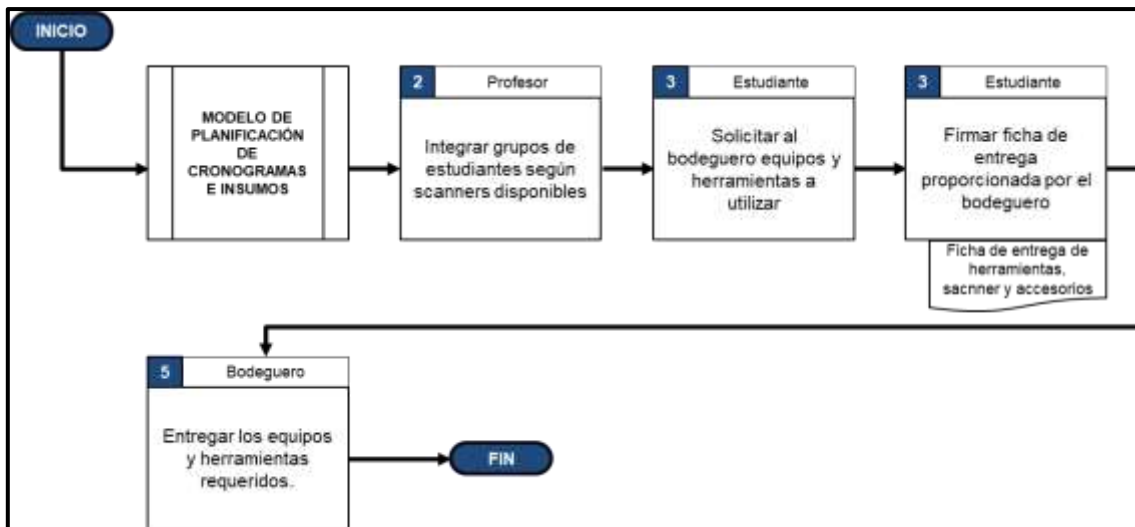 INICIO
MODELO DE
PLANIFICACIÓN
DE
CRONOGRAMAS
E INSUMOS
2 Profesor
Integrar grupos de
estudiantes según
scanners disponibles
3 Estudiante
Solicitar al
bodeguero equipos y
herramientas a
utilizar
3 Estudiante
Firmar ficha de
entrega
proporcionada por el
bodeguero
Ficha de entrega de
herramientas,
sacnner y accesorios
5 Bodeguero
Entregar los equipos
y herramientas
requeridos.
FIN